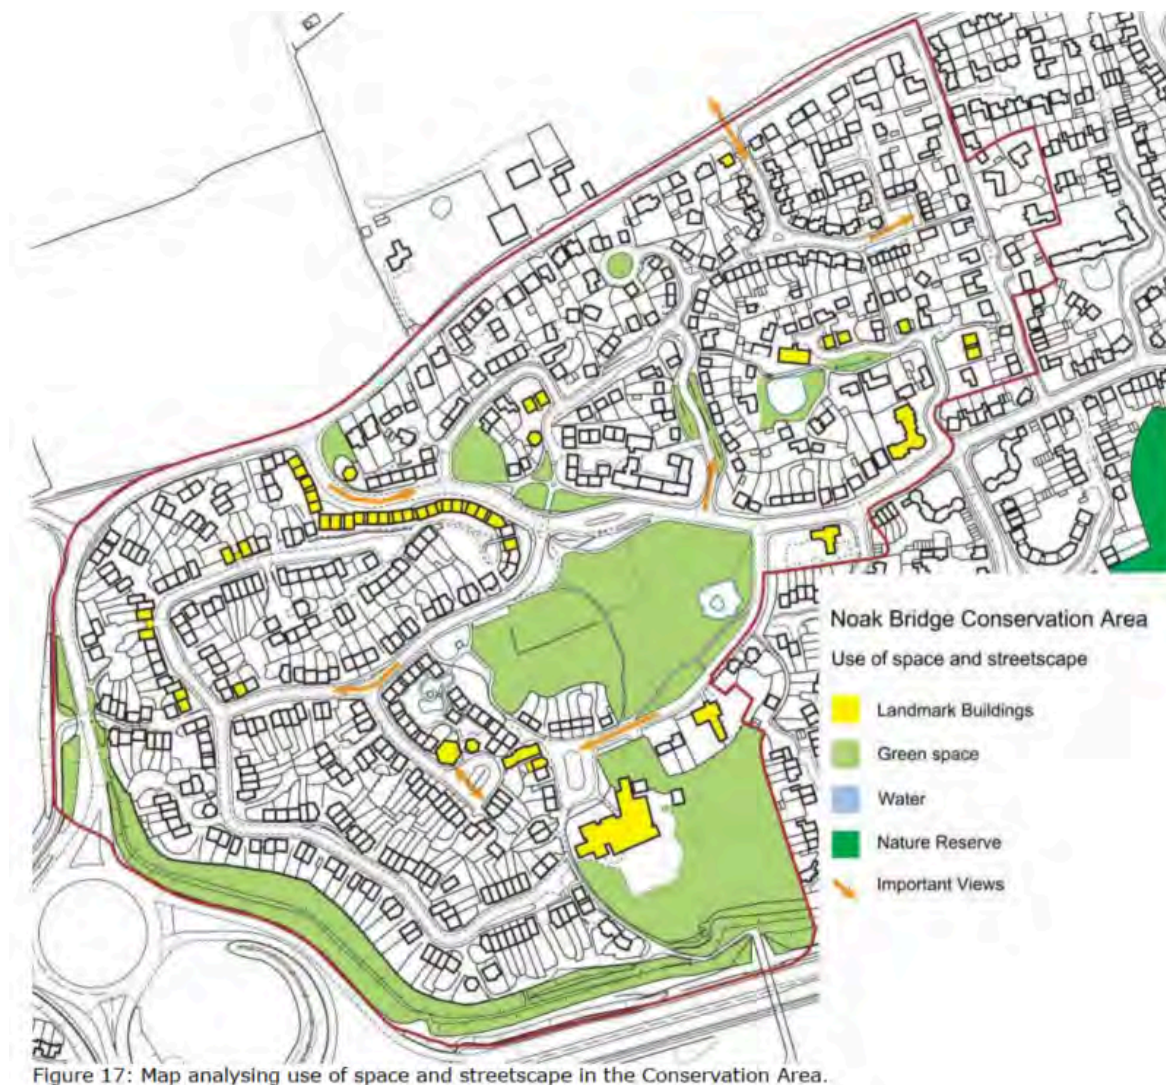 Noak Bridge Conservation Area
Use of space and streetscape
Landmark Buildings
Green space
Water
Nature Reserve
Important Views
Figure 17: Map analysing use of space and streetscape in the Conservation Area.